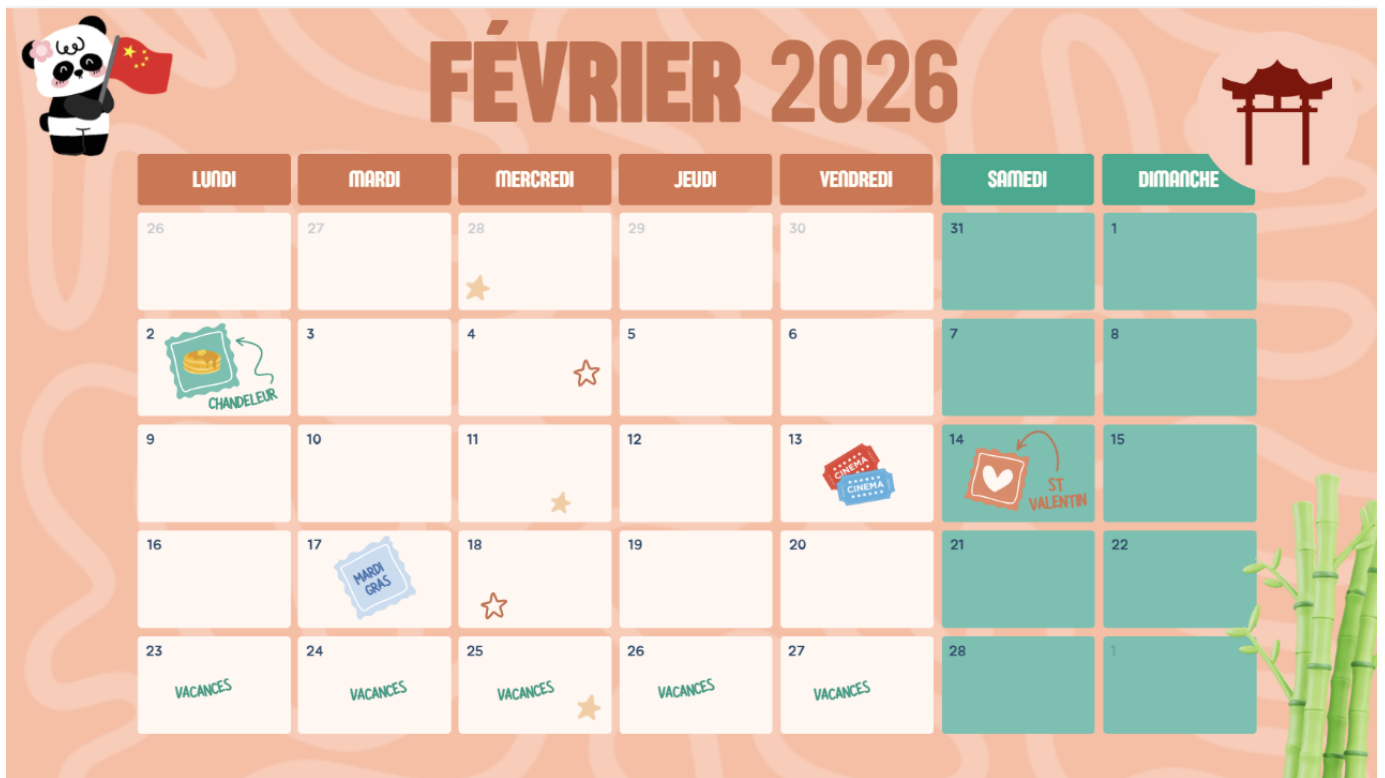 FÉVRIER 2026
LUNDI MARDI MERCREDI JEUDI VENDREDI SAMEDI DIMANCHE
26 27 28 29 30 31 1
2 3 4 5 6 7 8
CHANDELEUR
9 10 11 12 13 14 15
CINEMA
CINEMA
ST
VALENTIN
16 17 18 19 20 21 22
MARDI
GRAS
23 24 25 26 27 28 1
VACANCES VACANCES VACANCES VACANCES VACANCES